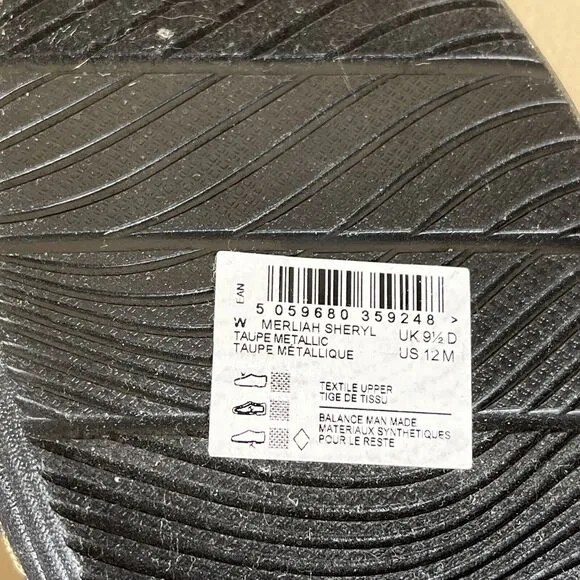 EAN
5 059680 359248 >
W MERLIAH SHERYL UK 9½ D
TAUPE METALLIC US 12 M
TAUPE MÉTALLIQUE
TEXTILE UPPER
TIGE DE TISSU
BALANCE MAN MADE
MATERIAUX SYNTHÉTIQUES
POUR LE RESTE